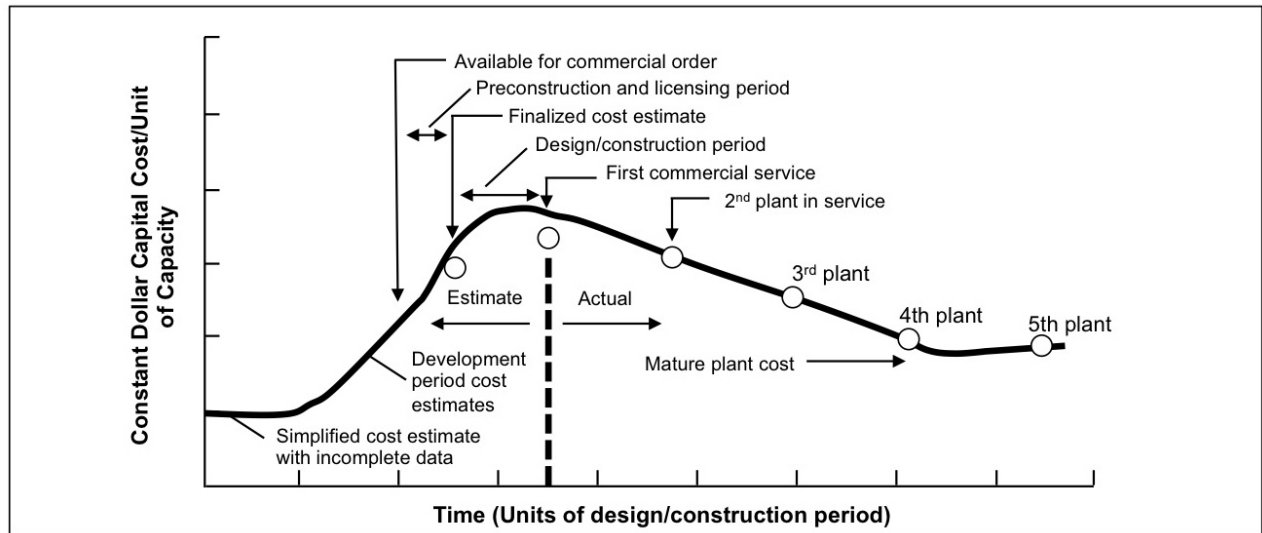 Constant Dollar Capital Cost/Unit
of Capacity
Available for commercial order
Preconstruction and licensing period
Finalized cost estimate
Design/construction period
First commercial service
2nd plant in service
3rd plant
4th plant
5th plant
Estimate
Actual
Mature plant cost
Development
period cost
estimates
Simplified cost estimate
with incomplete data
Time (Units of design/construction period)